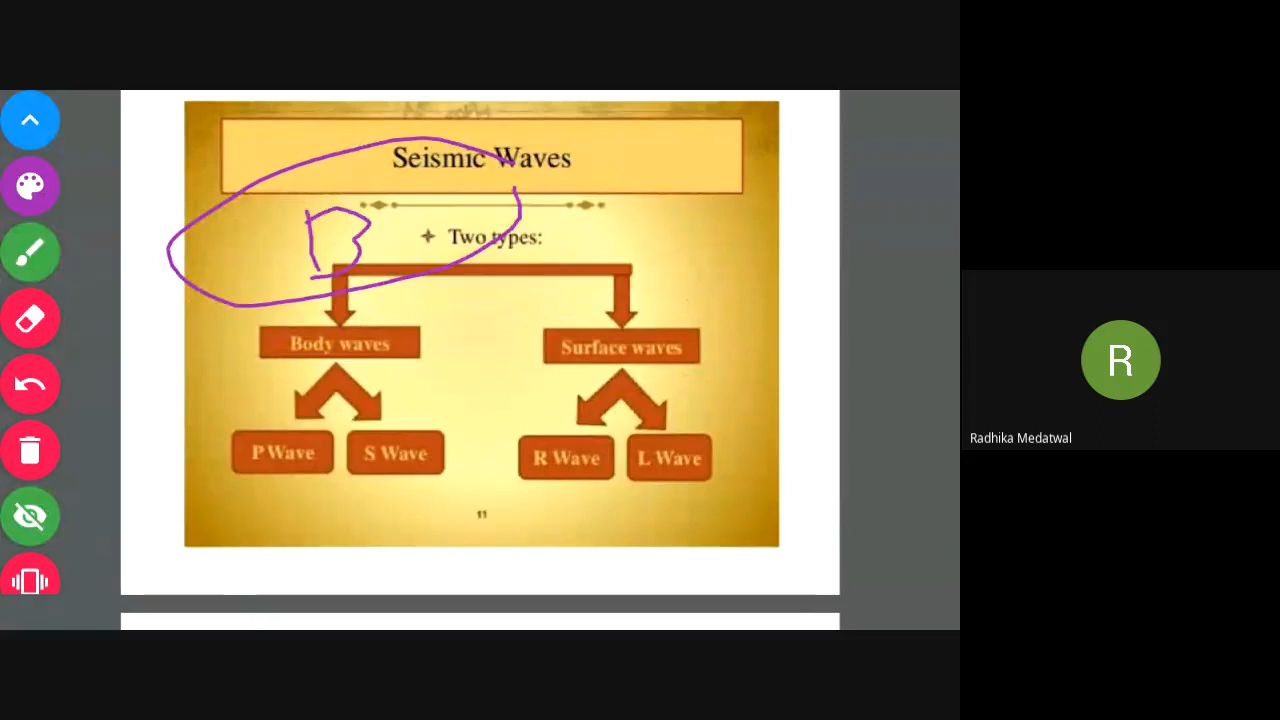 Seismic Waves
B
Two types:
Body waves
Surface waves
P Wave
S Wave
R Wave
L Wave
11
R
Radhika Medatwal